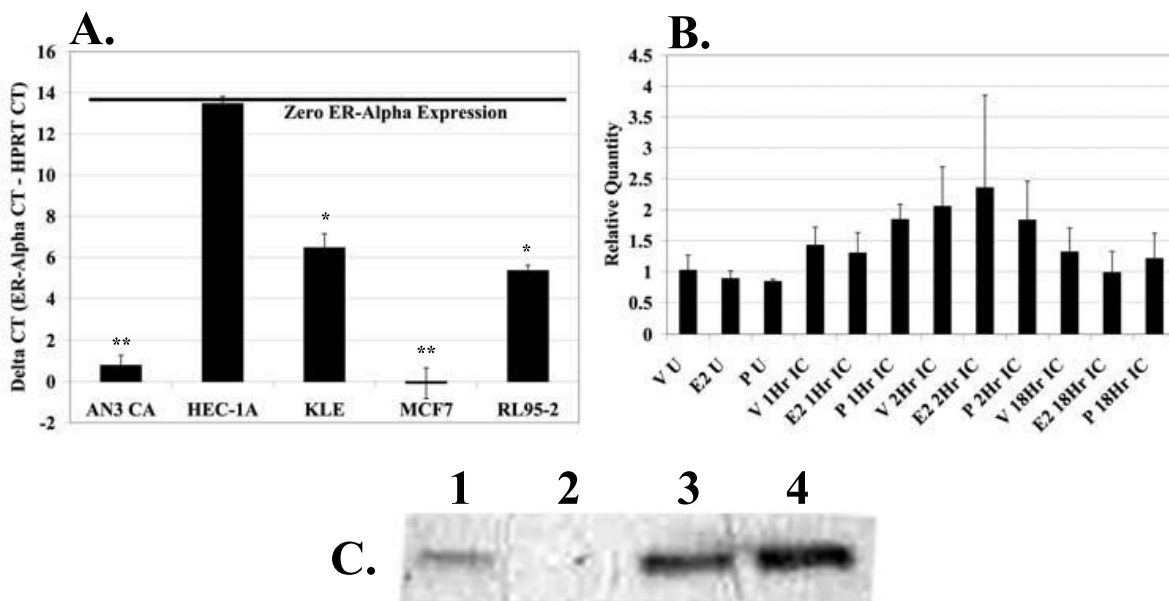 A.
Delta CT (ER-Alpha CT - HPRT CT)
16
14
12
10
8
6
4
2
0
-2
Zero ER-Alpha Expression
**
*
**
*
AN3 CA HEC-1A KLE MCF7 RL95-2
B.
Relative Quantity
4.5
4
3.5
3
2.5
2
1.5
1
0.5
0
V U
E2 U
P U
V 1Hr IC
E2 1Hr IC
P 1Hr IC
V 2Hr IC
E2 2Hr IC
P 2Hr IC
V 18Hr IC
E2 18Hr IC
P 18Hr IC
1 2 3 4
C.